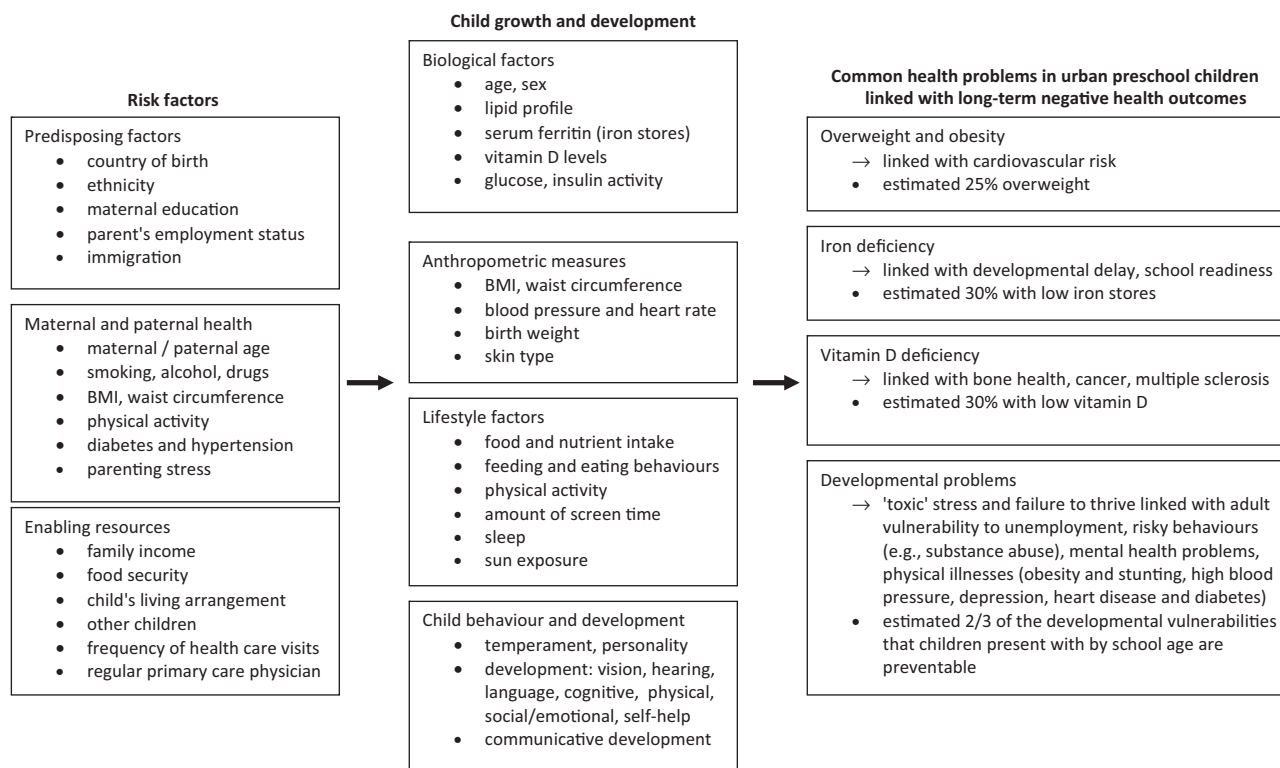 Risk factors
Predisposing factors
• country of birth
• ethnicity
• maternal education
• parent's employment status
• immigration
Maternal and paternal health
• maternal / paternal age
• smoking, alcohol, drugs
• BMI, waist circumference
• physical activity
• diabetes and hypertension
• parenting stress
Enabling resources
• family income
• food security
• child's living arrangement
• other children
• frequency of health care visits
• regular primary care physician
Child growth and development
Biological factors
• age, sex
• lipid profile
• serum ferritin (iron stores)
• vitamin D levels
• glucose, insulin activity
Anthropometric measures
• BMI, waist circumference
• blood pressure and heart rate
• birth weight
• skin type
Lifestyle factors
• food and nutrient intake
• feeding and eating behaviours
• physical activity
• amount of screen time
• sleep
• sun exposure
Child behaviour and development
• temperament, personality
• development: vision, hearing,
language, cognitive, physical,
social/emotional, self-help
• communicative development
Common health problems in urban preschool children
linked with long-term negative health outcomes
Overweight and obesity
→ linked with cardiovascular risk
• estimated 25% overweight
Iron deficiency
→ linked with developmental delay, school readiness
• estimated 30% with low iron stores
Vitamin D deficiency
→ linked with bone health, cancer, multiple sclerosis
• estimated 30% with low vitamin D
Developmental problems
→ 'toxic' stress and failure to thrive linked with adult
vulnerability to unemployment, risky behaviours
(e.g., substance abuse), mental health problems,
physical illnesses (obesity and stunting, high blood
pressure, depression, heart disease and diabetes)
• estimated 2/3 of the developmental vulnerabilities
that children present with by school age are
preventable